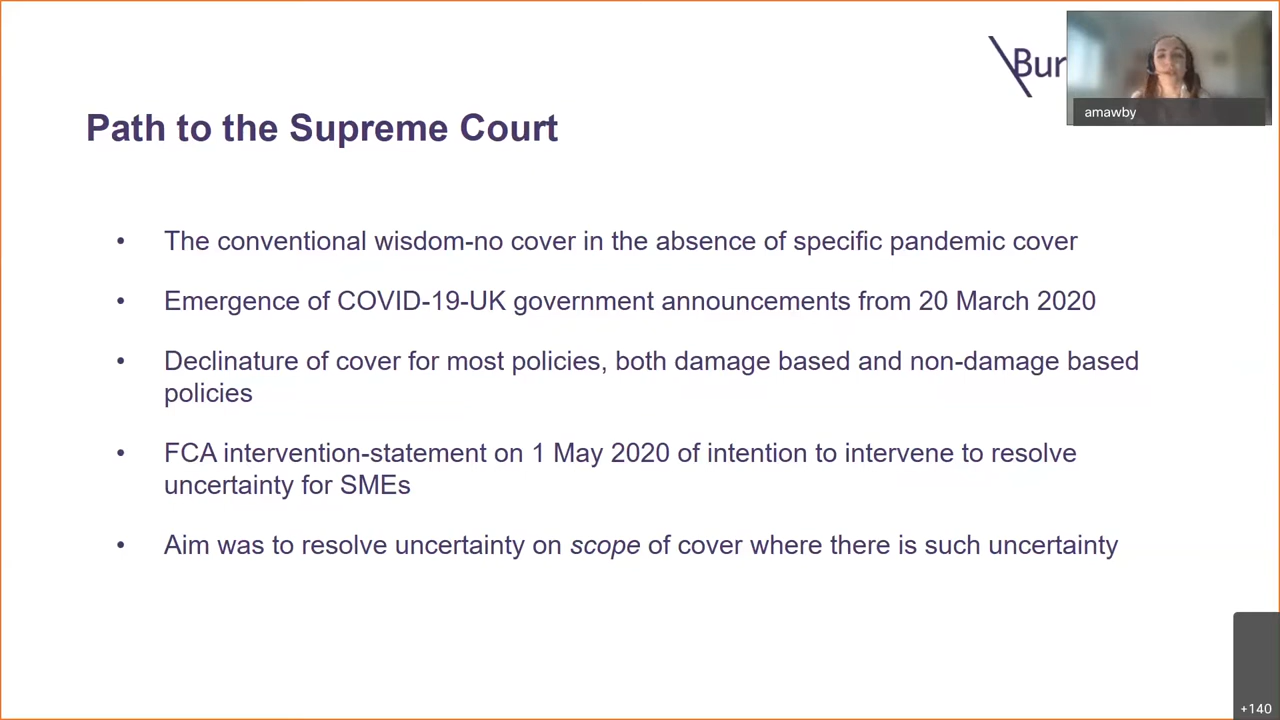 Bur
amawby
Path to the Supreme Court
• The conventional wisdom-no cover in the absence of specific pandemic cover
• Emergence of COVID-19-UK government announcements from 20 March 2020
• Declinature of cover for most policies, both damage based and non-damage based
policies
• FCA intervention-statement on 1 May 2020 of intention to intervene to resolve
uncertainty for SMEs
• Aim was to resolve uncertainty on scope of cover where there is such uncertainty
+140